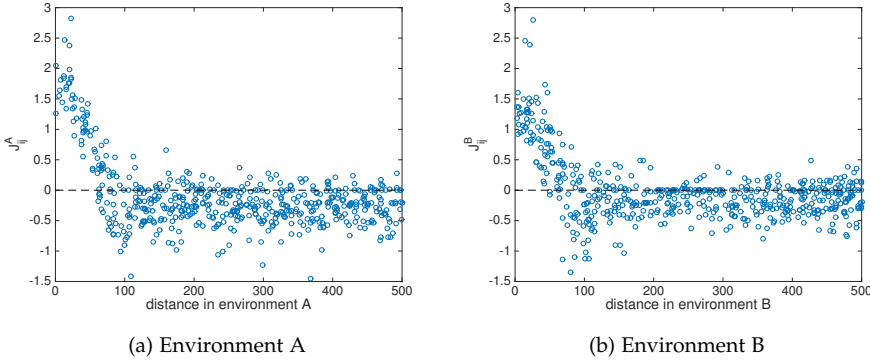 3
2.5
2
1.5
1
0.5
0
-0.5
-1
-1.5
J_ij^A
0 100 200 300 400 500
distance in environment A
(a) Environment A
3
2.5
2
1.5
1
0.5
0
-0.5
-1
-1.5
J_ij^B
0 100 200 300 400 500
distance in environment B
(b) Environment B